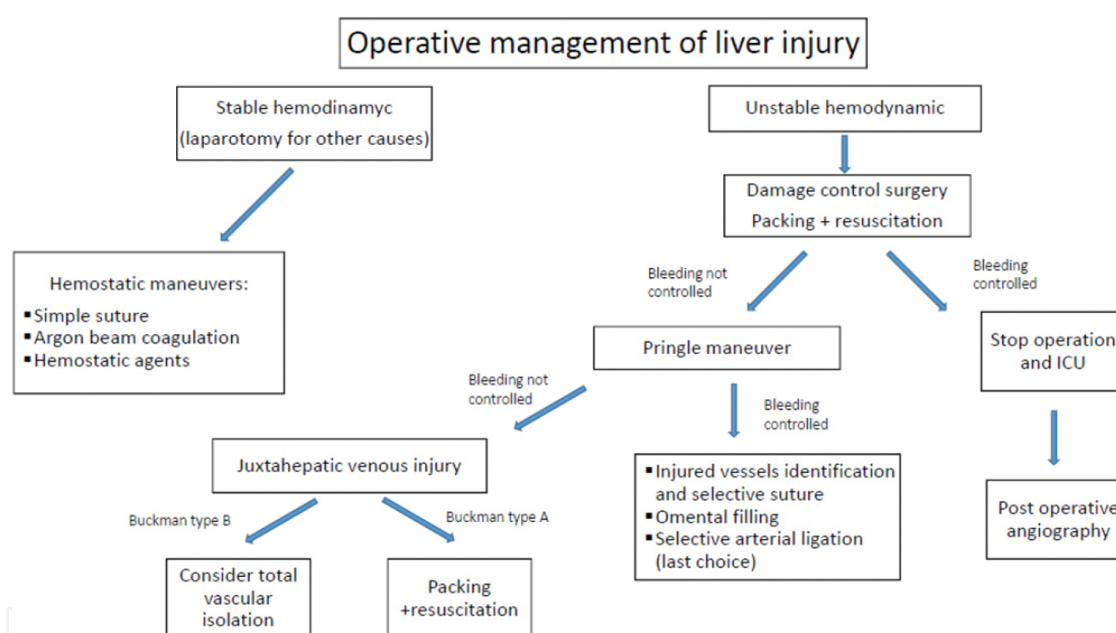 Operative management of liver injury
Stable hemodinamyc
(laparotomy for other causes)
Unstable hemodynamic
Damage control surgery
Packing + resuscitation
Hemostatic maneuvers:
▪ Simple suture
▪ Argon beam coagulation
▪ Hemostatic agents
Bleeding not
controlled
Bleeding
controlled
Pringle maneuver
Stop operation
and ICU
Bleeding not
controlled
Bleeding
controlled
Juxtahepatic venous injury
▪ Injured vessels identification
and selective suture
▪ Omental filling
▪ Selective arterial ligation
(last choice)
Post operative
angiography
Buckman type B
Buckman type A
Consider total
vascular
isolation
Packing
+resuscitation